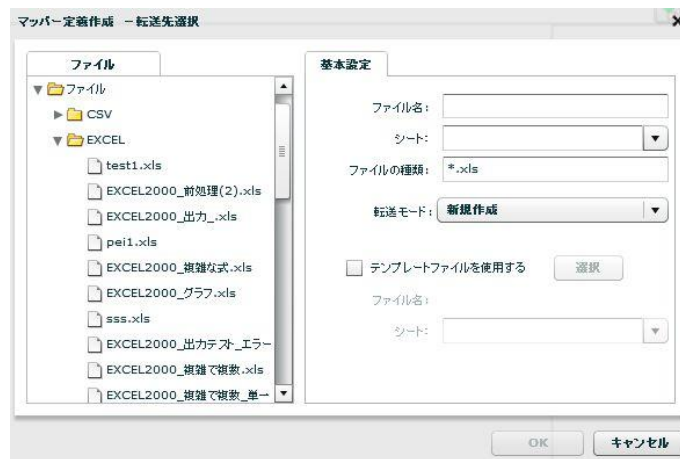 マッパー定義作成 －転送先選択
ファイル
ファイル
CSV
EXCEL
test1.xls
EXCEL2000_前処理(2).xls
EXCEL2000_出力_.xls
pei1.xls
EXCEL2000_複雑な式.xls
EXCEL2000_グラフ.xls
sss.xls
EXCEL2000_出力テスト_エラー
EXCEL2000_複雑で複数.xls
EXCEL2000_複雑で複数_単一
基本設定
ファイル名:
シート:
ファイルの種類: *.xls
転送モード: 新規作成
テンプレートファイルを使用する 選択
ファイル名:
シート:
OK キャンセル